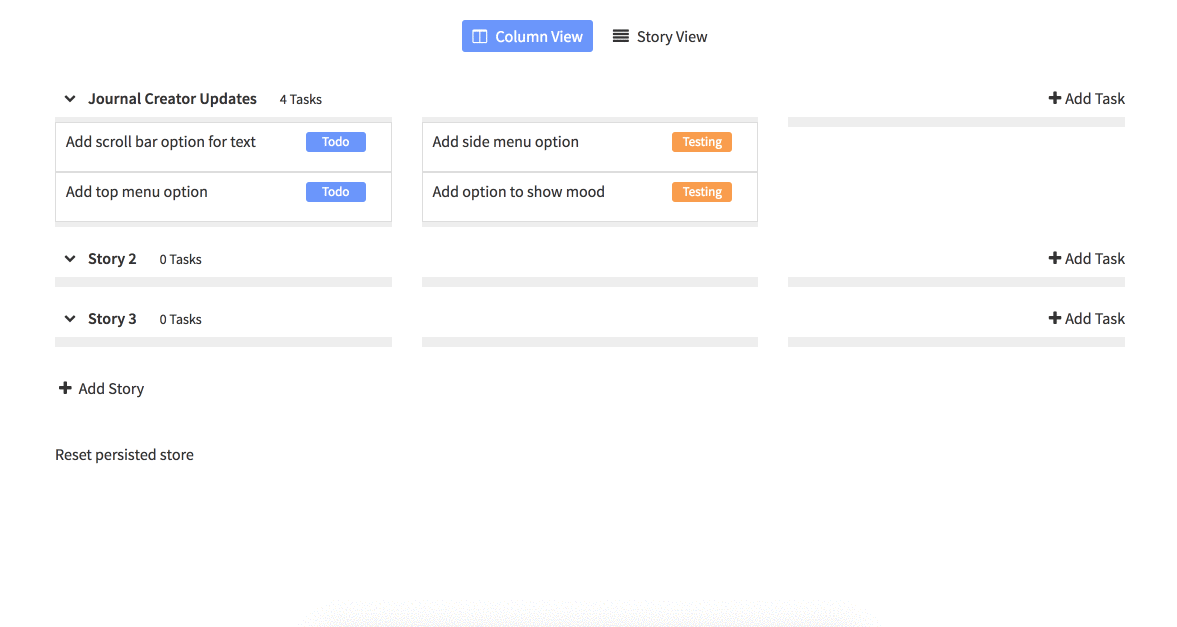 Column View Story View
Journal Creator Updates 4 Tasks Add Task
Add scroll bar option for text Todo Add side menu option Testing
Add top menu option Todo Add option to show mood Testing
Story 2 0 Tasks Add Task
Story 3 0 Tasks Add Task
Add Story
Reset persisted store